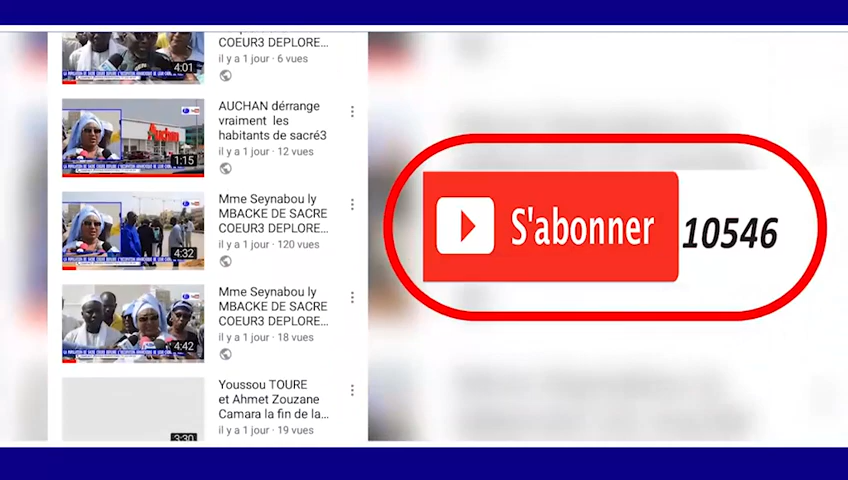 COEUR3 DEPLORE...
il y a 1 jour · 6 vues
4:01
AUCHAN dérrange
vraiment les
habitants de sacré3
il y a 1 jour · 12 vues
Auchan
1:15
Mme Seynabou ly
MBACKE DE SACRE
COEUR3 DEPLORE...
il y a 1 jour · 120 vues
4:32
Mme Seynabou ly
MBACKE DE SACRE
COEUR3 DEPLORE...
il y a 1 jour · 18 vues
4:42
Youssou TOURE
et Ahmet Zouzane
Camara la fin de la...
il y a 1 jour · 19 vues
3:30
S'abonner
10546